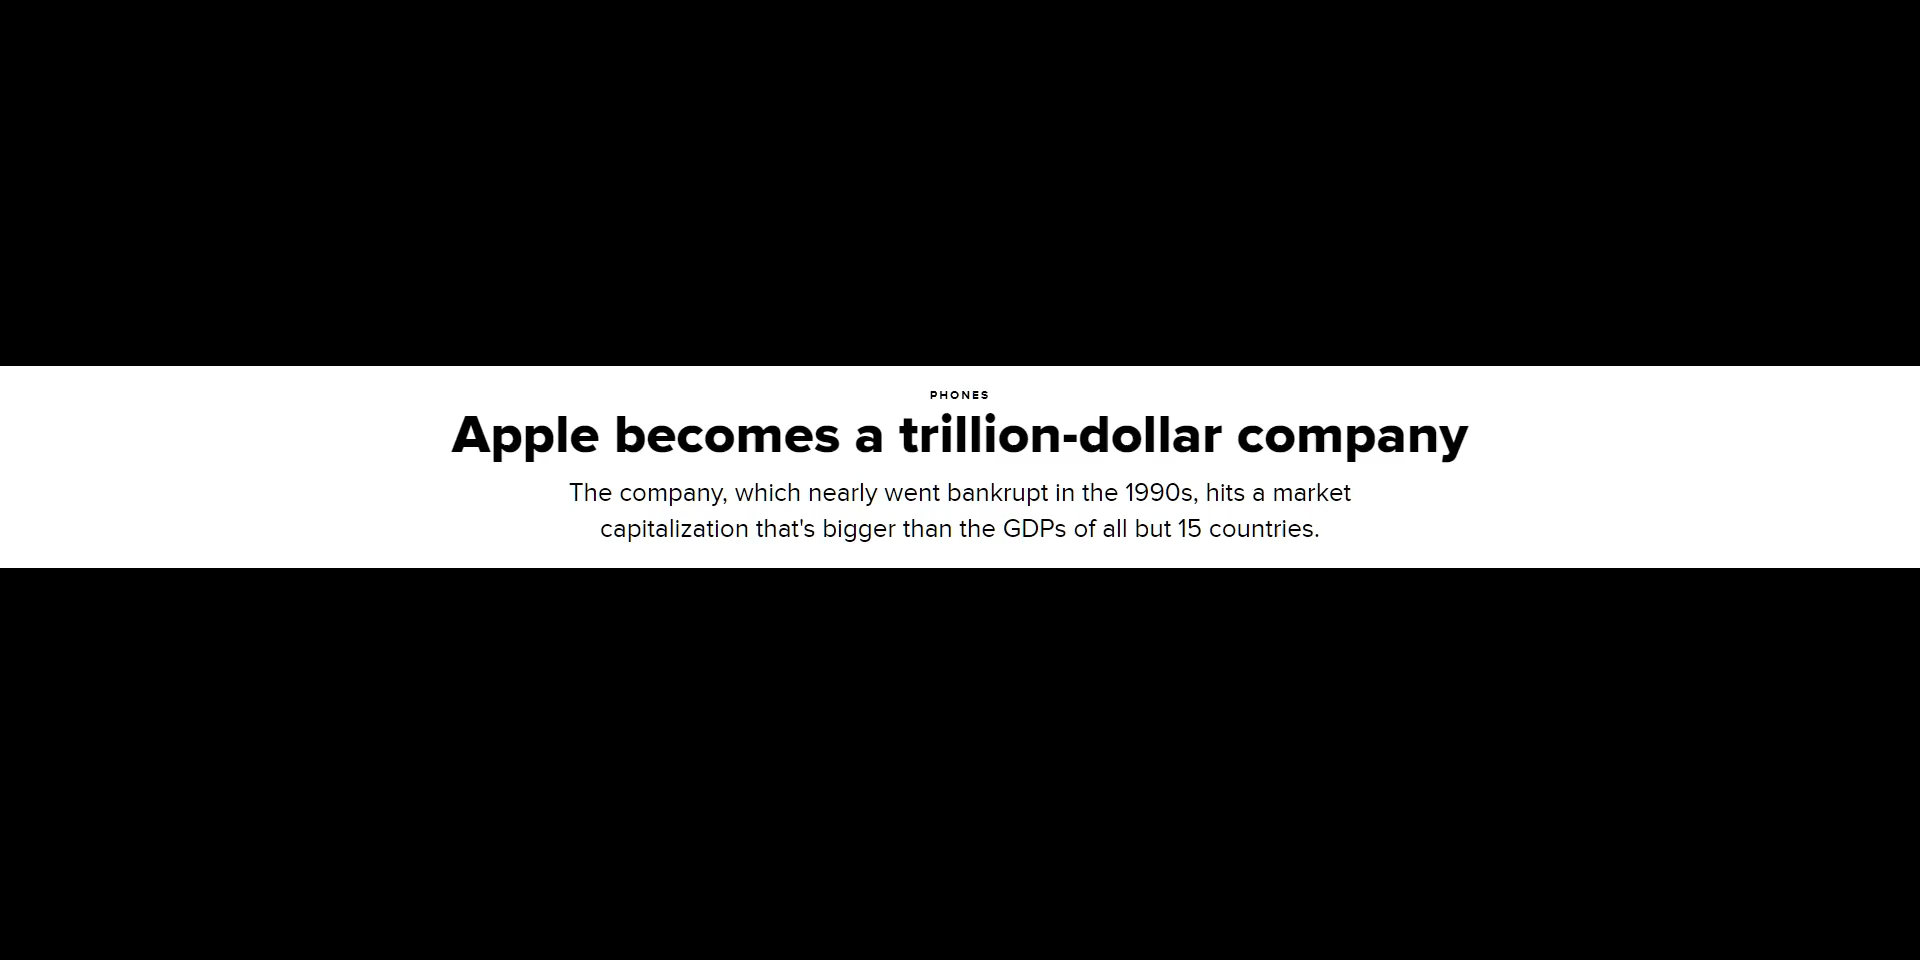 PHONES
Apple becomes a trillion-dollar company
The company, which nearly went bankrupt in the 1990s, hits a market
capitalization that's bigger than the GDPs of all but 15 countries.